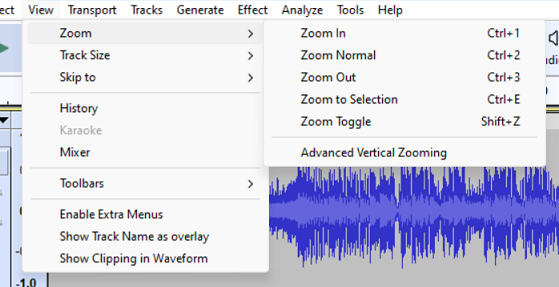 ect View Transport Tracks Generate Effect Analyze Tools Help
Zoom
Track Size
Skip to
History
Karaoke
Mixer
Toolbars
Enable Extra Menus
Show Track Name as overlay
Show Clipping in Waveform
Zoom In Ctrl+1
Zoom Normal Ctrl+2
Zoom Out Ctrl+3
Zoom to Selection Ctrl+E
Zoom Toggle Shift+Z
Advanced Vertical Zooming
-1.0